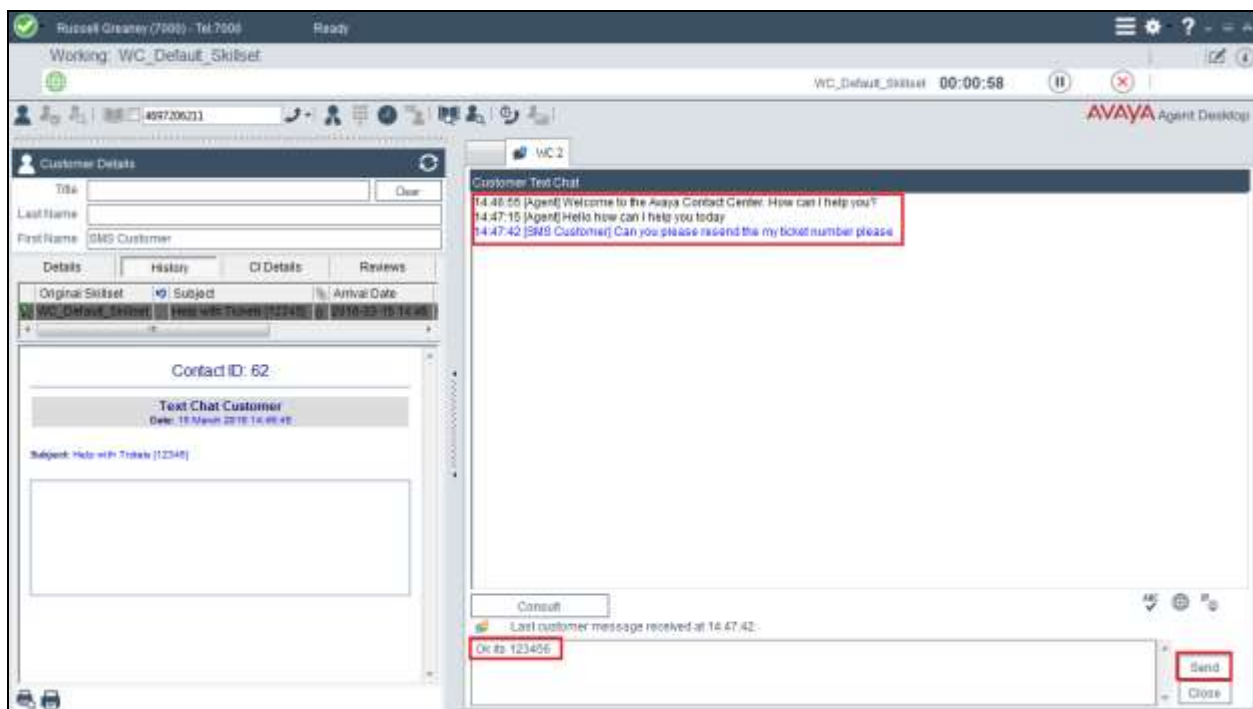 Russell Greaney (7000) - Tel:7000 Ready
Working: WC_Default_Skillset
WC_Default_Skillset 00:00:58
4697206211
AVAYA Agent Desktop
Customer Details
WC:2
Title
Clear
Last Name
First Name SMS Customer
Details History CI Details Reviews
Original Skillset Subject Arrival Date
WC_Default_Skillset Help with Tickets [12345]
Contact ID: 62
Text Chat Customer
Subject: Help with Tickets [12345]
Customer Text Chat
[Agent] Welcome to the Avaya Contact Center. How can I help you?
14:47:15 [Agent] Hello how can I help you today
14:47:42 [SMS Customer] Can you please resend the my ticket number please
Consult
Last customer message received at 14:47:42
Ok its 123456
Send
Close